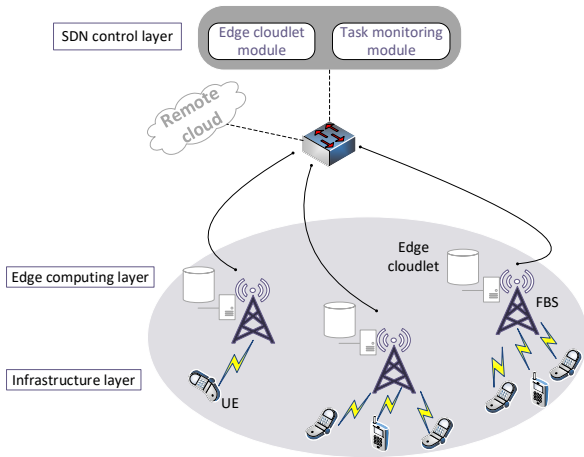 SDN control layer
Edge cloudlet
module
Task monitoring
module
Remote
cloud
Edge
cloudlet
Edge computing layer
FBS
Infrastructure layer
UE